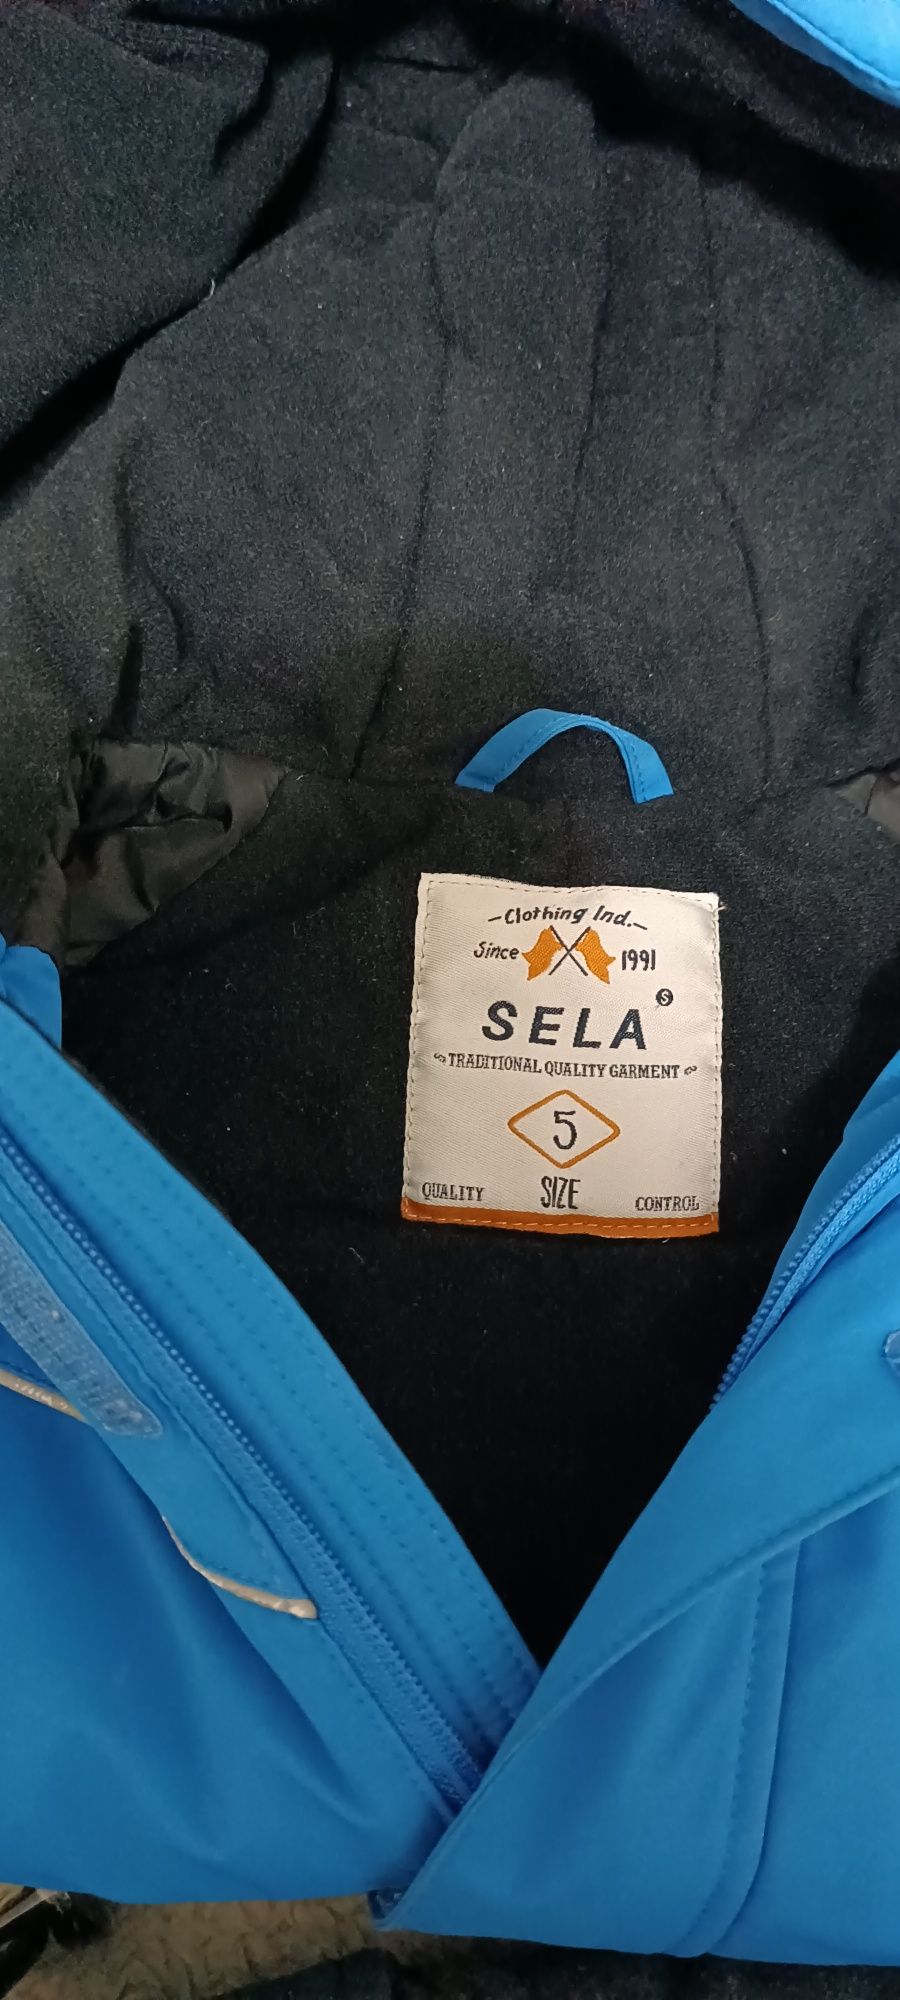 Clothing Ind.
Since 1991
SELA S
TRADITIONAL QUALITY GARMENT
5
QUALITY SIZE CONTROL